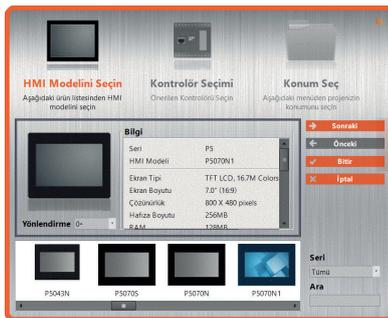 HMI Modelini Seçin
Aşağıdaki ürün listesinden HMI
modelini seçin
Kontrolör Seçimi
Önerilen Kontrolörü Seçin
Konum Seç
Aşağıdaki menüden projenizin
konumunu seçin
Bilgi
Seri P5
HMI Modeli P5070N1
Ekran Tipi TFT LCD, 16.7M Colors
Ekran Boyutu 7.0" (16:9)
Çözünürlük 800 X 480 pixels
Hafıza Boyutu 256MB
RAM 128MB
Yönlendirme 0°
Sonraki
Önceki
Bitir
İptal
P5043N
P5070S
P5070N
P5070N1
Seri
Tümü
Ara